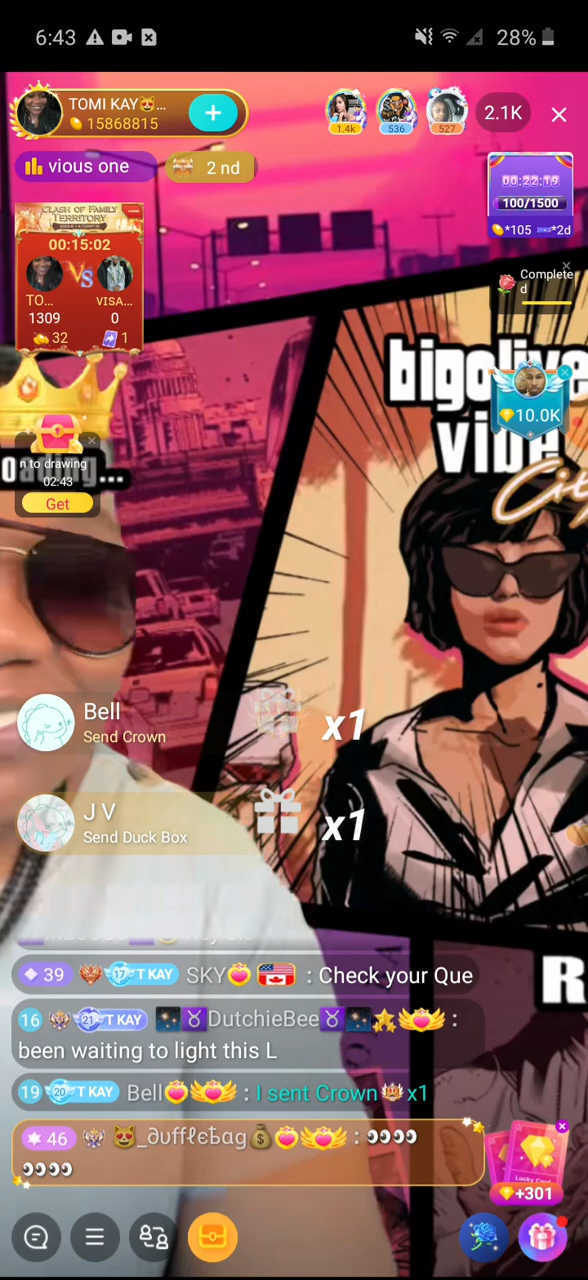 6:43
28%
TOMI KAY😻...
15868815
1.4k
536
527
2.1K
vious one
2 nd
00:22:19
100/1500
*105
*2d
CLASH OF FAMILY
TERRITORY
00:15:02
VS
TO...
VISA...
1309
0
32
1
Complete
d
bigolive
vibe
10.0K
n to drawing
02:43
Get
Bell
Send Crown
x1
J V
Send Duck Box
x1
39 17 T KAY SKY : Check your Que
16 21 T KAY 🎆♉DutchieBee♉🎆⭐ :
been waiting to light this L
19 20 T KAY Bell : I sent Crown x1
46 😻_∂υffℓєbag💰 : 👀👀👀👀
👀👀👀👀
R
Lucky Card
+301